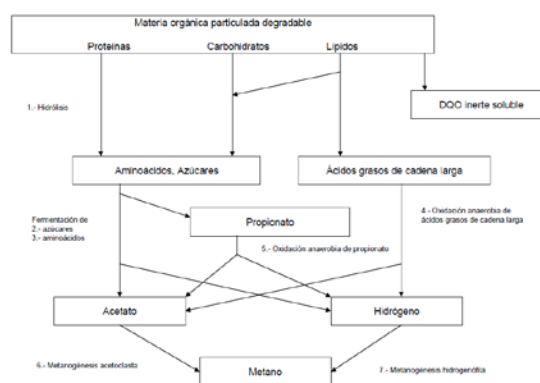 Materia orgánica particulada degradable
Proteínas Carbohidratos Lípidos
1.- Hidrólisis
DQO inerte soluble
Aminoácidos, Azúcares
Ácidos grasos de cadena larga
Fermentación de
2.- azúcares
3.- aminoácidos
Propionato
4.- Oxidación anaerobia de
ácidos grasos de cadena larga
5.- Oxidación anaerobia de propionato
Acetato
Hidrógeno
6.- Metanogénesis acetoclasta
Metano
7.- Metanogénesis hidrogenófila